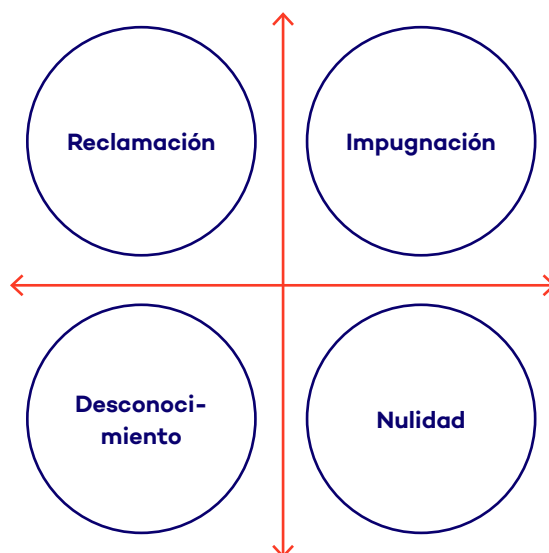 Reclamación
Impugnación
Desconoci-
miento
Nulidad